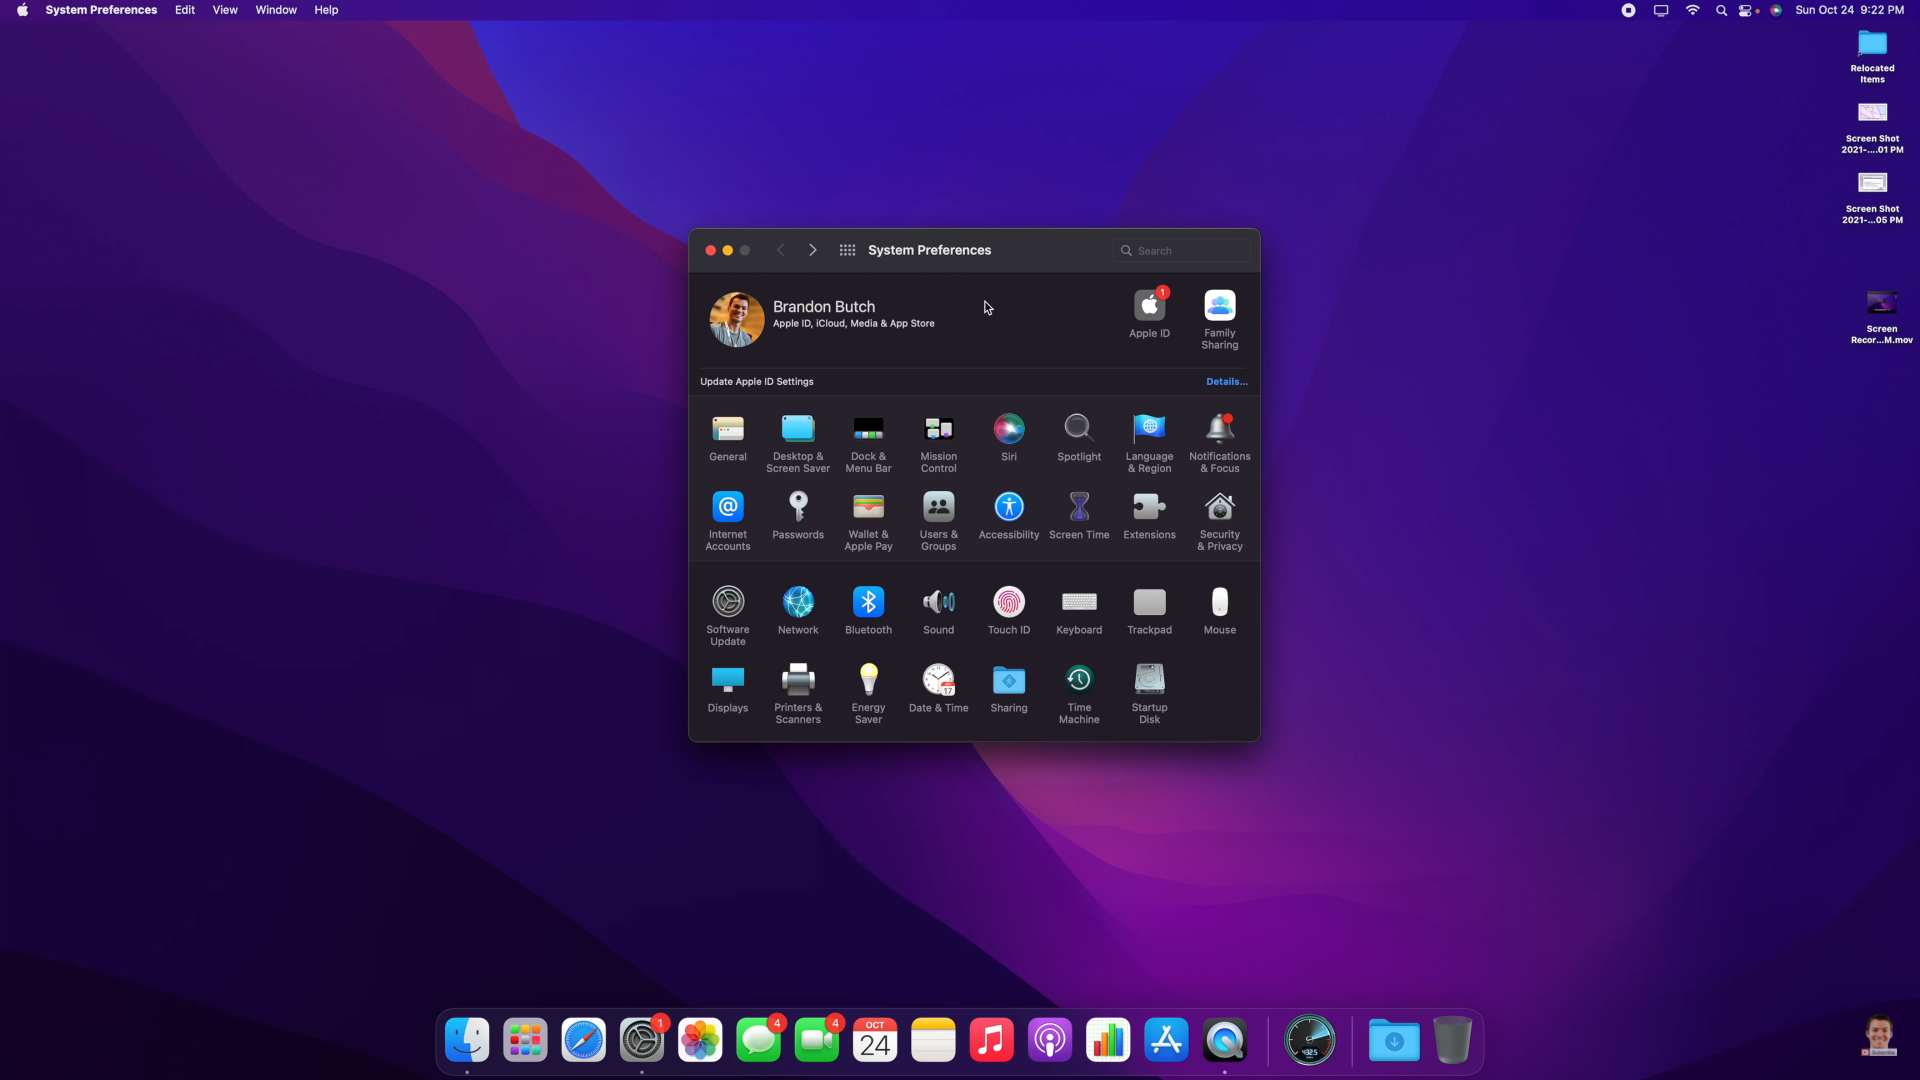 System Preferences Edit View Window Help
Sun Oct 24 9:22 PM
Relocated
Items
Screen Shot
2021-....01 PM
Screen Shot
2021-...05 PM
Screen
Recor...M.mov
System Preferences
Search
Brandon Butch
Apple ID, iCloud, Media & App Store
1
Apple ID
Family
Sharing
Update Apple ID Settings
Details...
General
Desktop &
Screen Saver
Dock &
Menu Bar
Mission
Control
Siri
Spotlight
Language
& Region
Notifications
& Focus
@
Internet
Accounts
Passwords
Wallet &
Apple Pay
Users &
Groups
Accessibility
Screen Time
Extensions
Security
& Privacy
Software
Update
Network
Bluetooth
Sound
Touch ID
Keyboard
Trackpad
Mouse
Displays
Printers &
Scanners
Energy
Saver
17
Date & Time
Sharing
Time
Machine
Startup
Disk
1
4
4
OCT
24
Subscribe